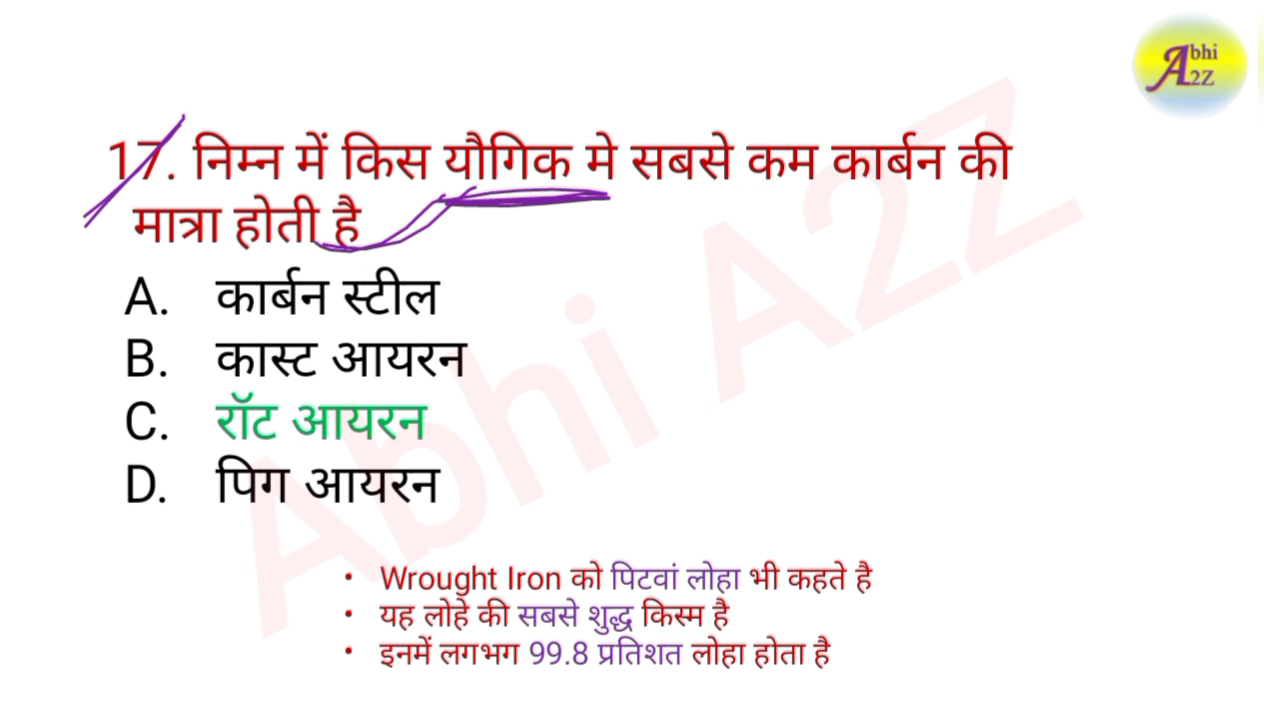 Abhi
A2Z
17. निम्न में किस यौगिक मे सबसे कम कार्बन की
मात्रा होती है
A. कार्बन स्टील
B. कास्ट आयरन
C. रॉट आयरन
D. पिग आयरन
Abhi A2Z
• Wrought Iron को पिटवां लोहा भी कहते है
• यह लोहे की सबसे शुद्ध किस्म है
• इनमें लगभग 99.8 प्रतिशत लोहा होता है